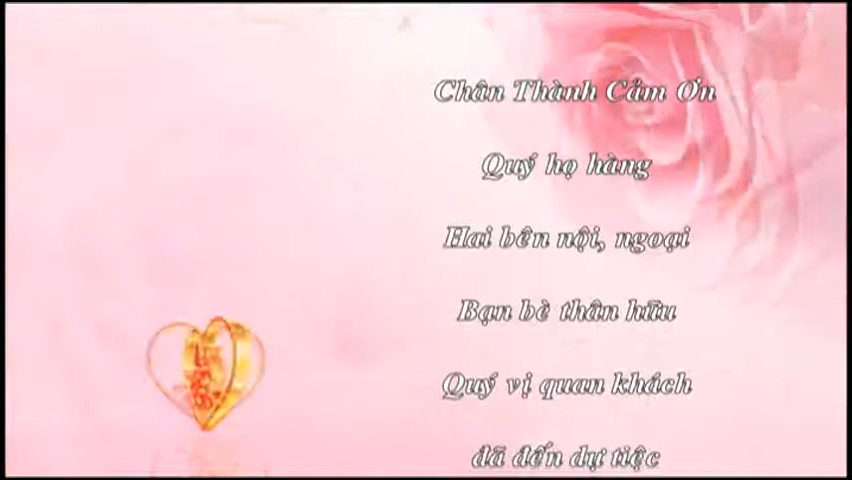 Chân Thành Cảm Ơn
Quý họ hàng
Hai bên nội, ngoại
Bạn bè thân hữu
Quý vị quan khách
đã đến dự tiệc